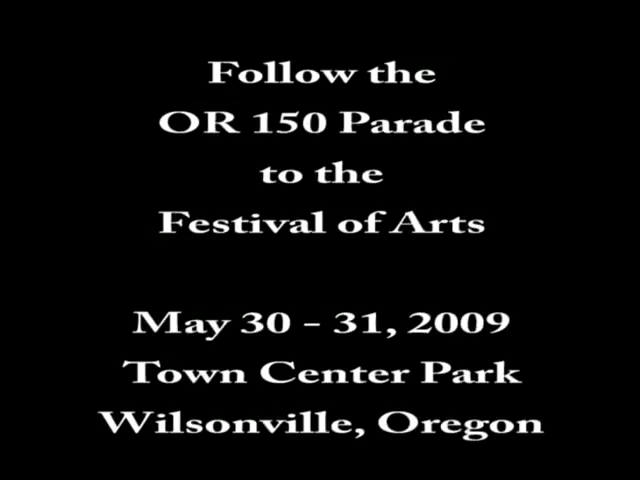 Follow the
OR 150 Parade
to the
Festival of Arts
May 30 - 31, 2009
Town Center Park
Wilsonville, Oregon